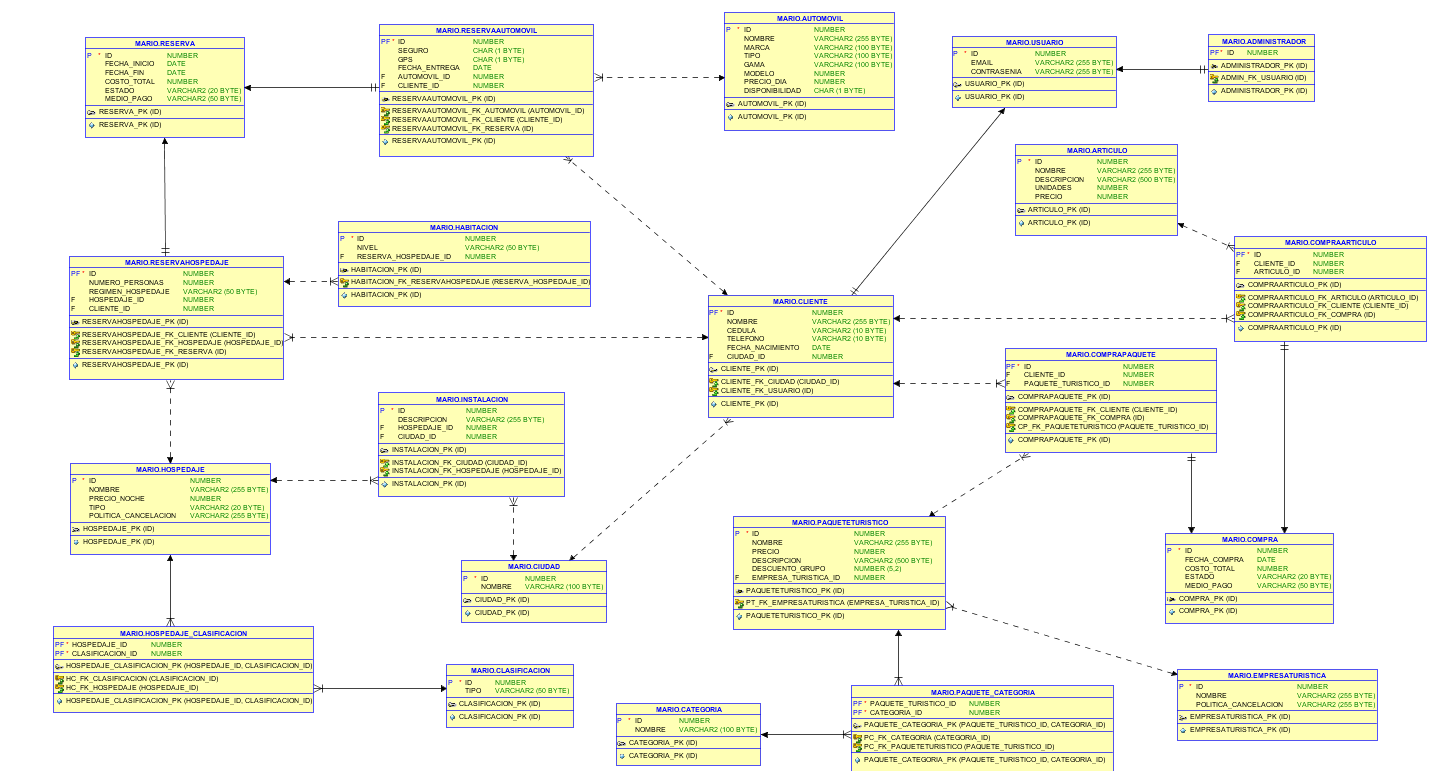 MARIO.RESERVA
P * ID NUMBER
FECHA_INICIO DATE
FECHA_FIN DATE
COSTO_TOTAL NUMBER
ESTADO VARCHAR2 (20 BYTE)
MEDIO_PAGO VARCHAR2 (50 BYTE)
RESERVA_PK (ID)
RESERVA_PK (ID)
MARIO.RESERVAAUTOMOVIL
PF * ID NUMBER
SEGURO CHAR (1 BYTE)
GPS CHAR (1 BYTE)
FECHA_ENTREGA DATE
F AUTOMOVIL_ID NUMBER
F CLIENTE_ID NUMBER
RESERVAAUTOMOVIL_PK (ID)
RESERVAAUTOMOVIL_FK_AUTOMOVIL (AUTOMOVIL_ID)
RESERVAAUTOMOVIL_FK_CLIENTE (CLIENTE_ID)
RESERVAAUTOMOVIL_FK_RESERVA (ID)
RESERVAAUTOMOVIL_PK (ID)
MARIO.AUTOMOVIL
P * ID NUMBER
NOMBRE VARCHAR2 (255 BYTE)
MARCA VARCHAR2 (100 BYTE)
TIPO VARCHAR2 (100 BYTE)
GAMA VARCHAR2 (100 BYTE)
MODELO NUMBER
PRECIO_DIA NUMBER
DISPONIBILIDAD CHAR (1 BYTE)
AUTOMOVIL_PK (ID)
AUTOMOVIL_PK (ID)
MARIO.USUARIO
P * ID NUMBER
EMAIL VARCHAR2 (255 BYTE)
CONTRASENIA VARCHAR2 (255 BYTE)
USUARIO_PK (ID)
USUARIO_PK (ID)
MARIO.ADMINISTRADOR
PF * ID NUMBER
ADMINISTRADOR_PK (ID)
ADMIN_FK_USUARIO (ID)
ADMINISTRADOR_PK (ID)
MARIO.ARTICULO
P * ID NUMBER
NOMBRE VARCHAR2 (255 BYTE)
DESCRIPCION VARCHAR2 (500 BYTE)
UNIDADES NUMBER
PRECIO NUMBER
ARTICULO_PK (ID)
ARTICULO_PK (ID)
MARIO.HABITACION
P * ID NUMBER
NIVEL VARCHAR2 (50 BYTE)
F RESERVA_HOSPEDAJE_ID NUMBER
HABITACION_PK (ID)
HABITACION_FK_RESERVAHOSPEDAJE (RESERVA_HOSPEDAJE_ID)
HABITACION_PK (ID)
MARIO.COMPRAARTICULO
PF * ID NUMBER
F CLIENTE_ID NUMBER
F ARTICULO_ID NUMBER
COMPRAARTICULO_PK (ID)
COMPRAARTICULO_FK_ARTICULO (ARTICULO_ID)
COMPRAARTICULO_FK_CLIENTE (CLIENTE_ID)
COMPRAARTICULO_FK_COMPRA (ID)
COMPRAARTICULO_PK (ID)
MARIO.RESERVAHOSPEDAJE
PF * ID NUMBER
NUMERO_PERSONAS NUMBER
REGIMEN_HOSPEDAJE VARCHAR2 (50 BYTE)
F HOSPEDAJE_ID NUMBER
F CLIENTE_ID NUMBER
RESERVAHOSPEDAJE_PK (ID)
RESERVAHOSPEDAJE_FK_CLIENTE (CLIENTE_ID)
RESERVAHOSPEDAJE_FK_HOSPEDAJE (HOSPEDAJE_ID)
RESERVAHOSPEDAJE_FK_RESERVA (ID)
RESERVAHOSPEDAJE_PK (ID)
MARIO.CLIENTE
PF * ID NUMBER
NOMBRE VARCHAR2 (255 BYTE)
CEDULA VARCHAR2 (10 BYTE)
TELEFONO VARCHAR2 (10 BYTE)
FECHA_NACIMIENTO DATE
F CIUDAD_ID NUMBER
CLIENTE_PK (ID)
CLIENTE_FK_CIUDAD (CIUDAD_ID)
CLIENTE_FK_USUARIO (ID)
CLIENTE_PK (ID)
MARIO.COMPRAPAQUETE
PF * ID NUMBER
F CLIENTE_ID NUMBER
F PAQUETE_TURISTICO_ID NUMBER
COMPRAPAQUETE_PK (ID)
COMPRAPAQUETE_FK_CLIENTE (CLIENTE_ID)
COMPRAPAQUETE_FK_COMPRA (ID)
CP_FK_PAQUETETURISTICO (PAQUETE_TURISTICO_ID)
COMPRAPAQUETE_PK (ID)
MARIO.INSTALACION
P * ID NUMBER
DESCRIPCION VARCHAR2 (255 BYTE)
F HOSPEDAJE_ID NUMBER
F CIUDAD_ID NUMBER
INSTALACION_PK (ID)
INSTALACION_FK_CIUDAD (CIUDAD_ID)
INSTALACION_FK_HOSPEDAJE (HOSPEDAJE_ID)
INSTALACION_PK (ID)
MARIO.HOSPEDAJE
P * ID NUMBER
NOMBRE VARCHAR2 (255 BYTE)
PRECIO_NOCHE NUMBER
TIPO VARCHAR2 (20 BYTE)
POLITICA_CANCELACION VARCHAR2 (255 BYTE)
HOSPEDAJE_PK (ID)
HOSPEDAJE_PK (ID)
MARIO.PAQUETETURISTICO
P * ID NUMBER
NOMBRE VARCHAR2 (255 BYTE)
PRECIO NUMBER
DESCRIPCION VARCHAR2 (500 BYTE)
DESCUENTO_GRUPO NUMBER (5,2)
F EMPRESA_TURISTICA_ID NUMBER
PAQUETETURISTICO_PK (ID)
PT_FK_EMPRESATURISTICA (EMPRESA_TURISTICA_ID)
PAQUETETURISTICO_PK (ID)
MARIO.COMPRA
P * ID NUMBER
FECHA_COMPRA DATE
COSTO_TOTAL NUMBER
ESTADO VARCHAR2 (20 BYTE)
MEDIO_PAGO VARCHAR2 (50 BYTE)
COMPRA_PK (ID)
COMPRA_PK (ID)
MARIO.CIUDAD
P * ID NUMBER
NOMBRE VARCHAR2 (100 BYTE)
CIUDAD_PK (ID)
CIUDAD_PK (ID)
MARIO.HOSPEDAJE_CLASIFICACION
PF * HOSPEDAJE_ID NUMBER
PF * CLASIFICACION_ID NUMBER
HOSPEDAJE_CLASIFICACION_PK (HOSPEDAJE_ID, CLASIFICACION_ID)
HC_FK_CLASIFICACION (CLASIFICACION_ID)
HC_FK_HOSPEDAJE (HOSPEDAJE_ID)
HOSPEDAJE_CLASIFICACION_PK (HOSPEDAJE_ID, CLASIFICACION_ID)
MARIO.CLASIFICACION
P * ID NUMBER
TIPO VARCHAR2 (50 BYTE)
CLASIFICACION_PK (ID)
CLASIFICACION_PK (ID)
MARIO.CATEGORIA
P * ID NUMBER
NOMBRE VARCHAR2 (100 BYTE)
CATEGORIA_PK (ID)
CATEGORIA_PK (ID)
MARIO.PAQUETE_CATEGORIA
PF * PAQUETE_TURISTICO_ID NUMBER
PF * CATEGORIA_ID NUMBER
PAQUETE_CATEGORIA_PK (PAQUETE_TURISTICO_ID, CATEGORIA_ID)
PC_FK_CATEGORIA (CATEGORIA_ID)
PC_FK_PAQUETETURISTICO (PAQUETE_TURISTICO_ID)
PAQUETE_CATEGORIA_PK (PAQUETE_TURISTICO_ID, CATEGORIA_ID)
MARIO.EMPRESATURISTICA
P * ID NUMBER
NOMBRE VARCHAR2 (255 BYTE)
POLITICA_CANCELACION VARCHAR2 (255 BYTE)
EMPRESATURISTICA_PK (ID)
EMPRESATURISTICA_PK (ID)